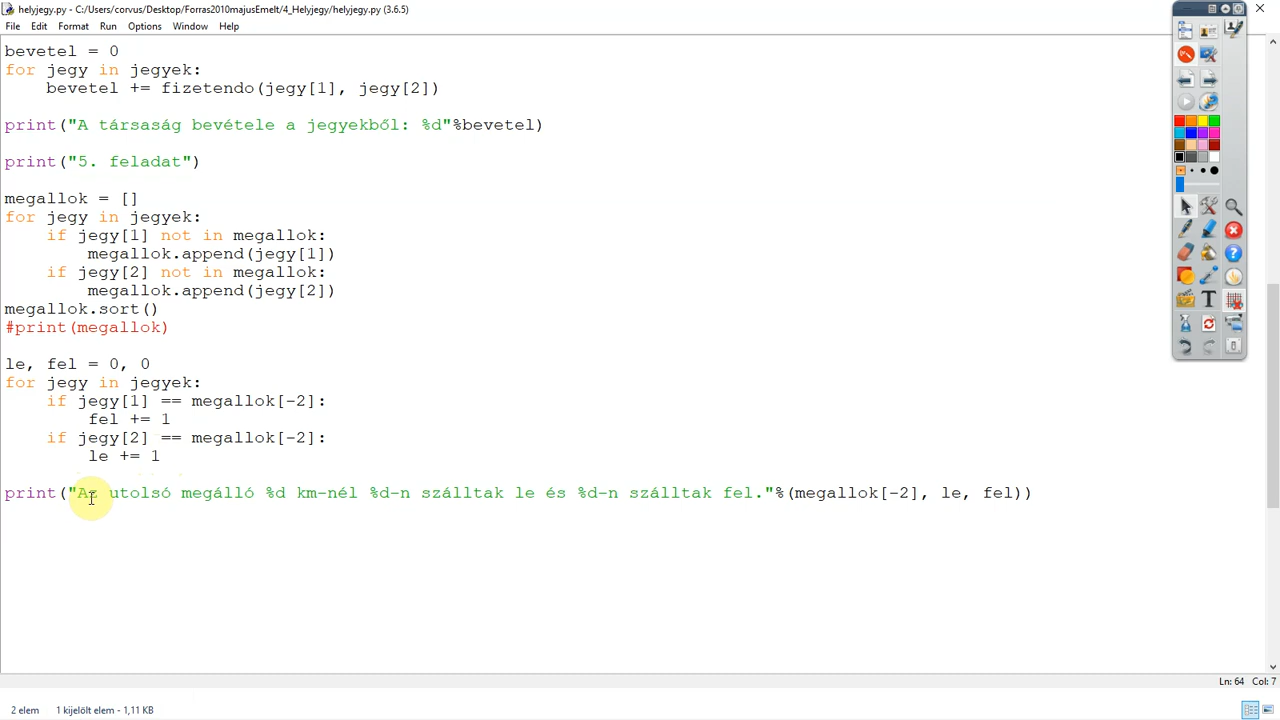 helyjegy.py - C:/Users/corvus/Desktop/Forras2010majusEmelt/4_Helyjegy/helyjegy.py (3.6.5)
File Edit Format Run Options Window Help
bevetel = 0
for jegy in jegyek:
    bevetel += fizetendo(jegy[1], jegy[2])
print("A társaság bevétele a jegyekből: %d"%bevetel)
print("5. feladat")
megallok = []
for jegy in jegyek:
    if jegy[1] not in megallok:
        megallok.append(jegy[1])
    if jegy[2] not in megallok:
        megallok.append(jegy[2])
megallok.sort()
#print(megallok)
le, fel = 0, 0
for jegy in jegyek:
    if jegy[1] == megallok[-2]:
        fel += 1
    if jegy[2] == megallok[-2]:
        le += 1
print("Az utolsó megálló %d km-nél %d-n szálltak le és %d-n szálltak fel."%(megallok[-2], le, fel))
Ln: 64 Col: 7
2 elem 1 kijelölt elem - 1,11 KB